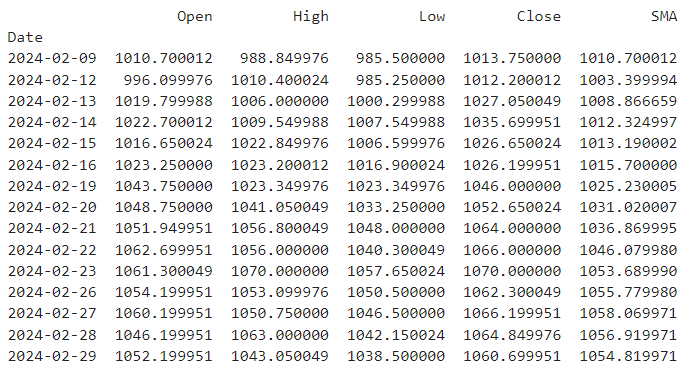 Open High Low Close SMA
Date
2024-02-09 1010.700012 988.849976 985.500000 1013.750000 1010.700012
2024-02-12 996.099976 1010.400024 985.250000 1012.200012 1003.399994
2024-02-13 1019.799988 1006.000000 1000.299988 1027.050049 1008.866659
2024-02-14 1022.700012 1009.549988 1007.549988 1035.699951 1012.324997
2024-02-15 1016.650024 1022.849976 1006.599976 1026.650024 1013.190002
2024-02-16 1023.250000 1023.200012 1016.900024 1026.199951 1015.700000
2024-02-19 1043.750000 1023.349976 1023.349976 1046.000000 1025.230005
2024-02-20 1048.750000 1041.050049 1033.250000 1052.650024 1031.020007
2024-02-21 1051.949951 1056.800049 1048.000000 1064.000000 1036.869995
2024-02-22 1062.699951 1056.000000 1040.300049 1066.000000 1046.079980
2024-02-23 1061.300049 1070.000000 1057.650024 1070.000000 1053.689990
2024-02-26 1054.199951 1053.099976 1050.500000 1062.300049 1055.779980
2024-02-27 1060.199951 1050.750000 1046.500000 1066.199951 1058.069971
2024-02-28 1046.199951 1063.000000 1042.150024 1064.849976 1056.919971
2024-02-29 1052.199951 1043.050049 1038.500000 1060.699951 1054.819971